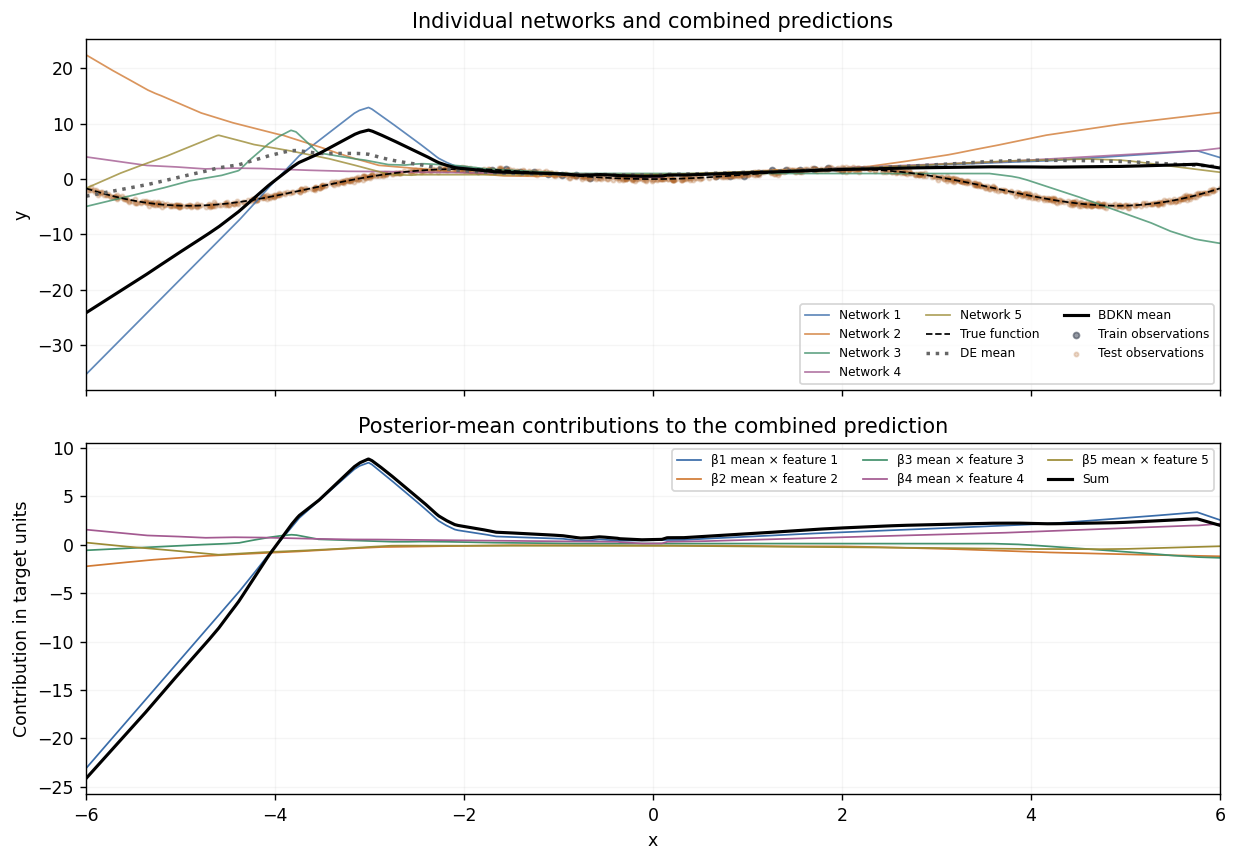 Individual networks and combined predictions
20
10
0
−10
−20
−30
y
Network 1
Network 2
Network 3
Network 4
Network 5
True function
DE mean
BDKN mean
Train observations
Test observations
Posterior-mean contributions to the combined prediction
10
5
0
−5
−10
−15
−20
−25
Contribution in target units
β1 mean × feature 1
β2 mean × feature 2
β3 mean × feature 3
β4 mean × feature 4
β5 mean × feature 5
Sum
−6
−4
−2
0
2
4
6
x